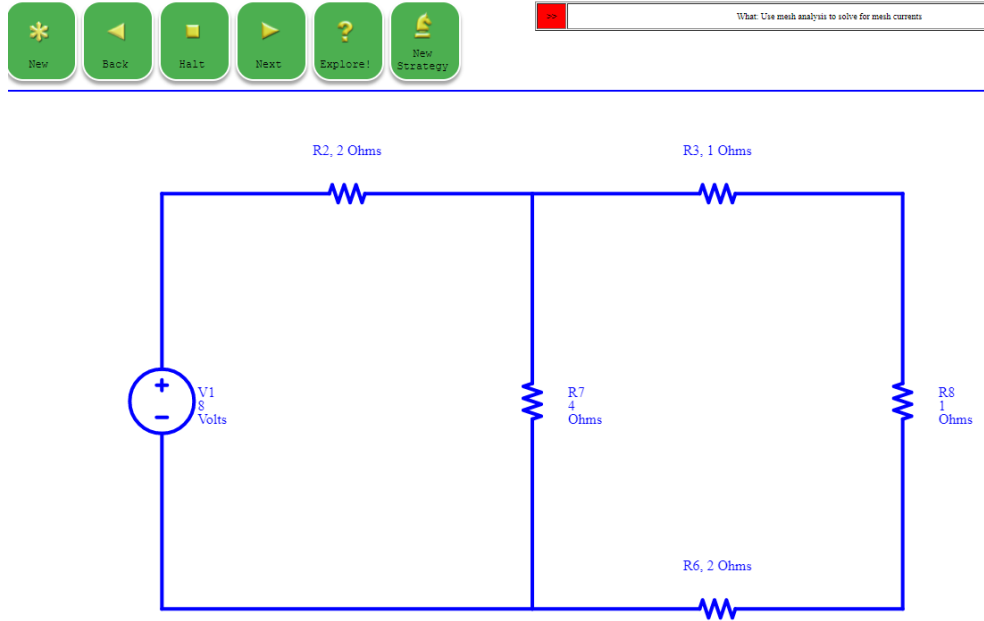 New
Back
Halt
Next
Explore!
New
Strategy
>>
What: Use mesh analysis to solve for mesh currents
R2, 2 Ohms
R3, 1 Ohms
V1
8
Volts
R7
4
Ohms
R8
1
Ohms
R6, 2 Ohms